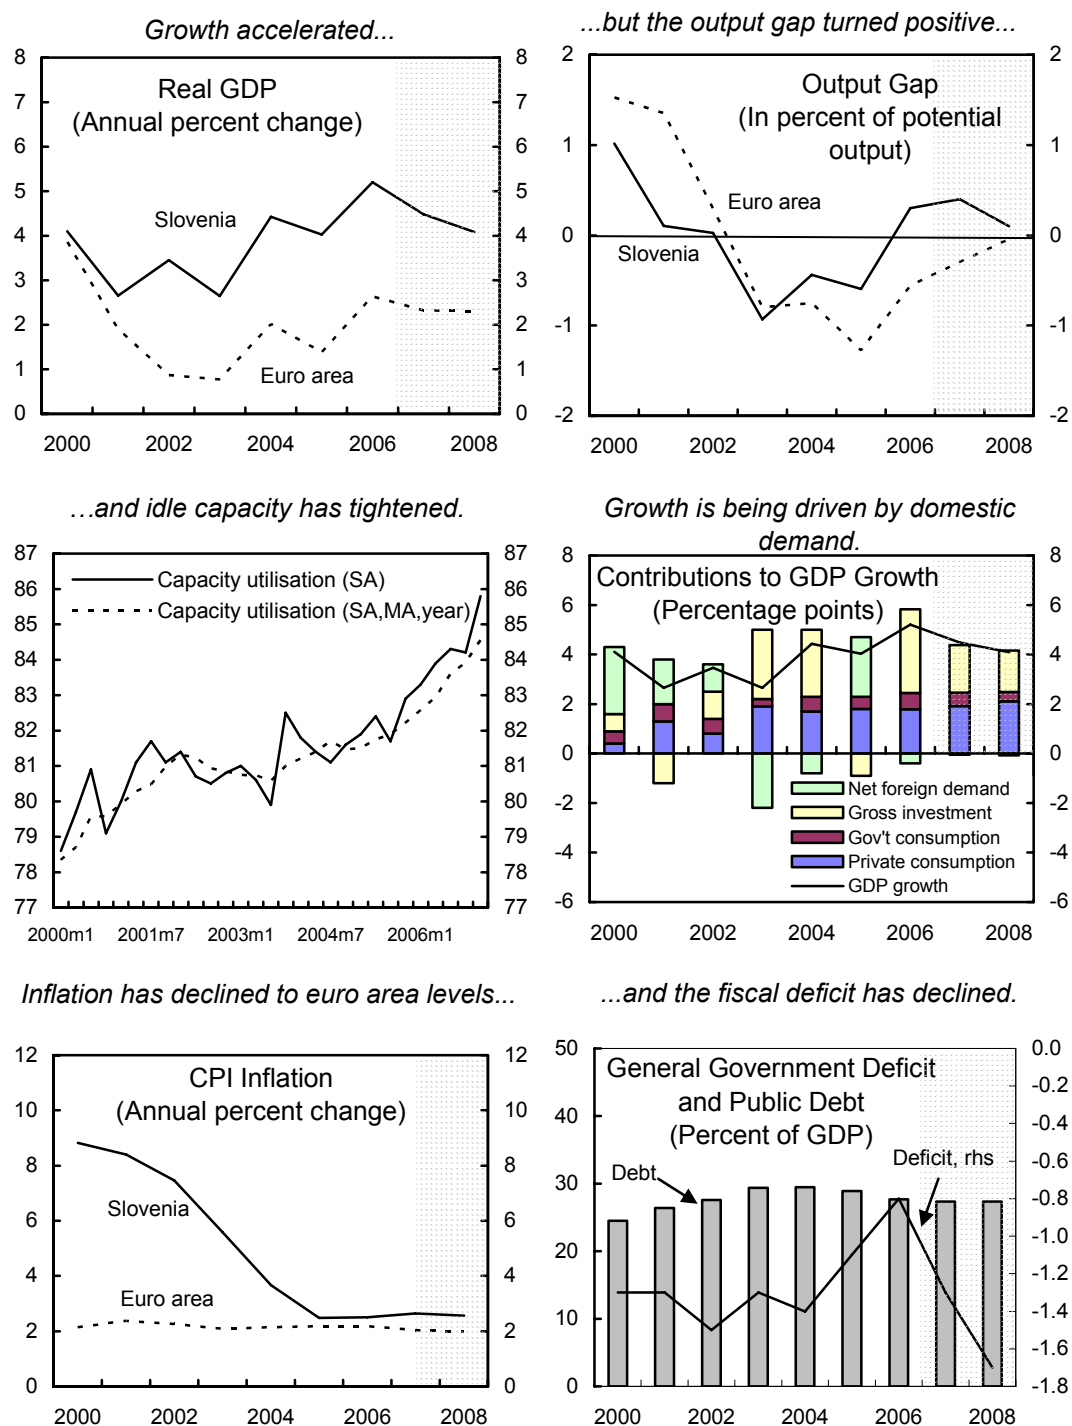 Growth accelerated...
8 8
Real GDP
(Annual percent change)
7 7
6 6
5 5
Slovenia
4 4
3 3
2 2
Euro area
1 1
0 0
2000 2002 2004 2006 2008
...but the output gap turned positive...
2 2
Output Gap
(In percent of potential
output)
1 1
Euro area
0 0
Slovenia
-1 -1
-2 -2
2000 2002 2004 2006 2008
...and idle capacity has tightened.
87 87
Capacity utilisation (SA)
86 86
Capacity utilisation (SA,MA,year)
85 85
84 84
83 83
82 82
81 81
80 80
79 79
78 78
77 77
2000m1 2001m7 2003m1 2004m7 2006m1
Growth is being driven by domestic
demand.
8 8
Contributions to GDP Growth
(Percentage points)
6 6
4 4
2 2
0 0
Net foreign demand
-2 -2
Gross investment
Gov't consumption
-4 -4
Private consumption
GDP growth
-6 -6
2000 2002 2004 2006 2008
Inflation has declined to euro area levels...
12 12
CPI Inflation
(Annual percent change)
10 10
8 8
Slovenia
6 6
4 4
Euro area
2 2
0 0
2000 2002 2004 2006 2008
...and the fiscal deficit has declined.
50 0.0
General Government Deficit
and Public Debt
(Percent of GDP)
-0.2
40 -0.4
-0.6
Debt
Deficit, rhs
30 -0.8
-1.0
20 -1.2
10 -1.4
-1.6
0 -1.8
2000 2002 2004 2006 2008